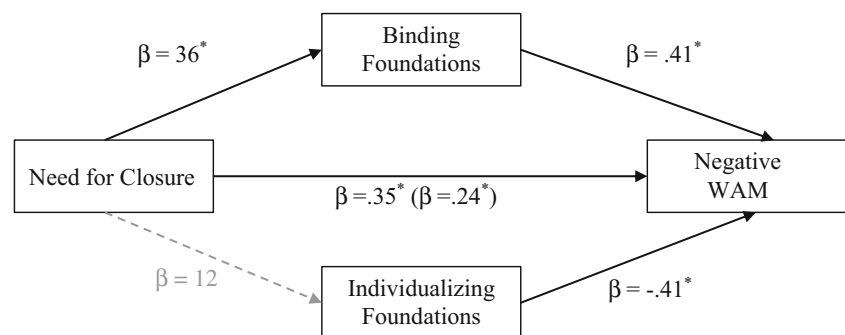 β = 36*
Binding
Foundations
β = .41*
Need for Closure
β =.35* (β =.24*)
Negative
WAM
β = 12
Individualizing
Foundations
β = -.41*